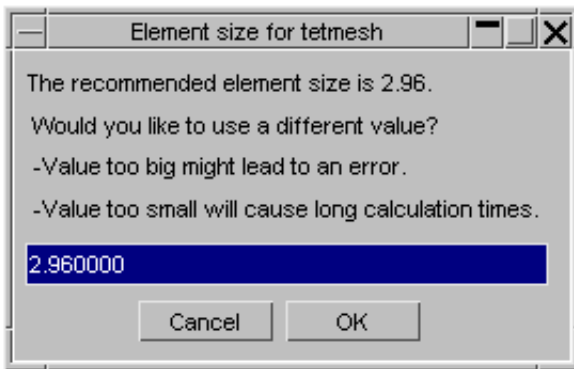 Element size for tetmesh
The recommended element size is 2.96.
Would you like to use a different value?
-Value too big might lead to an error.
-Value too small will cause long calculation times.
2.960000
Cancel OK